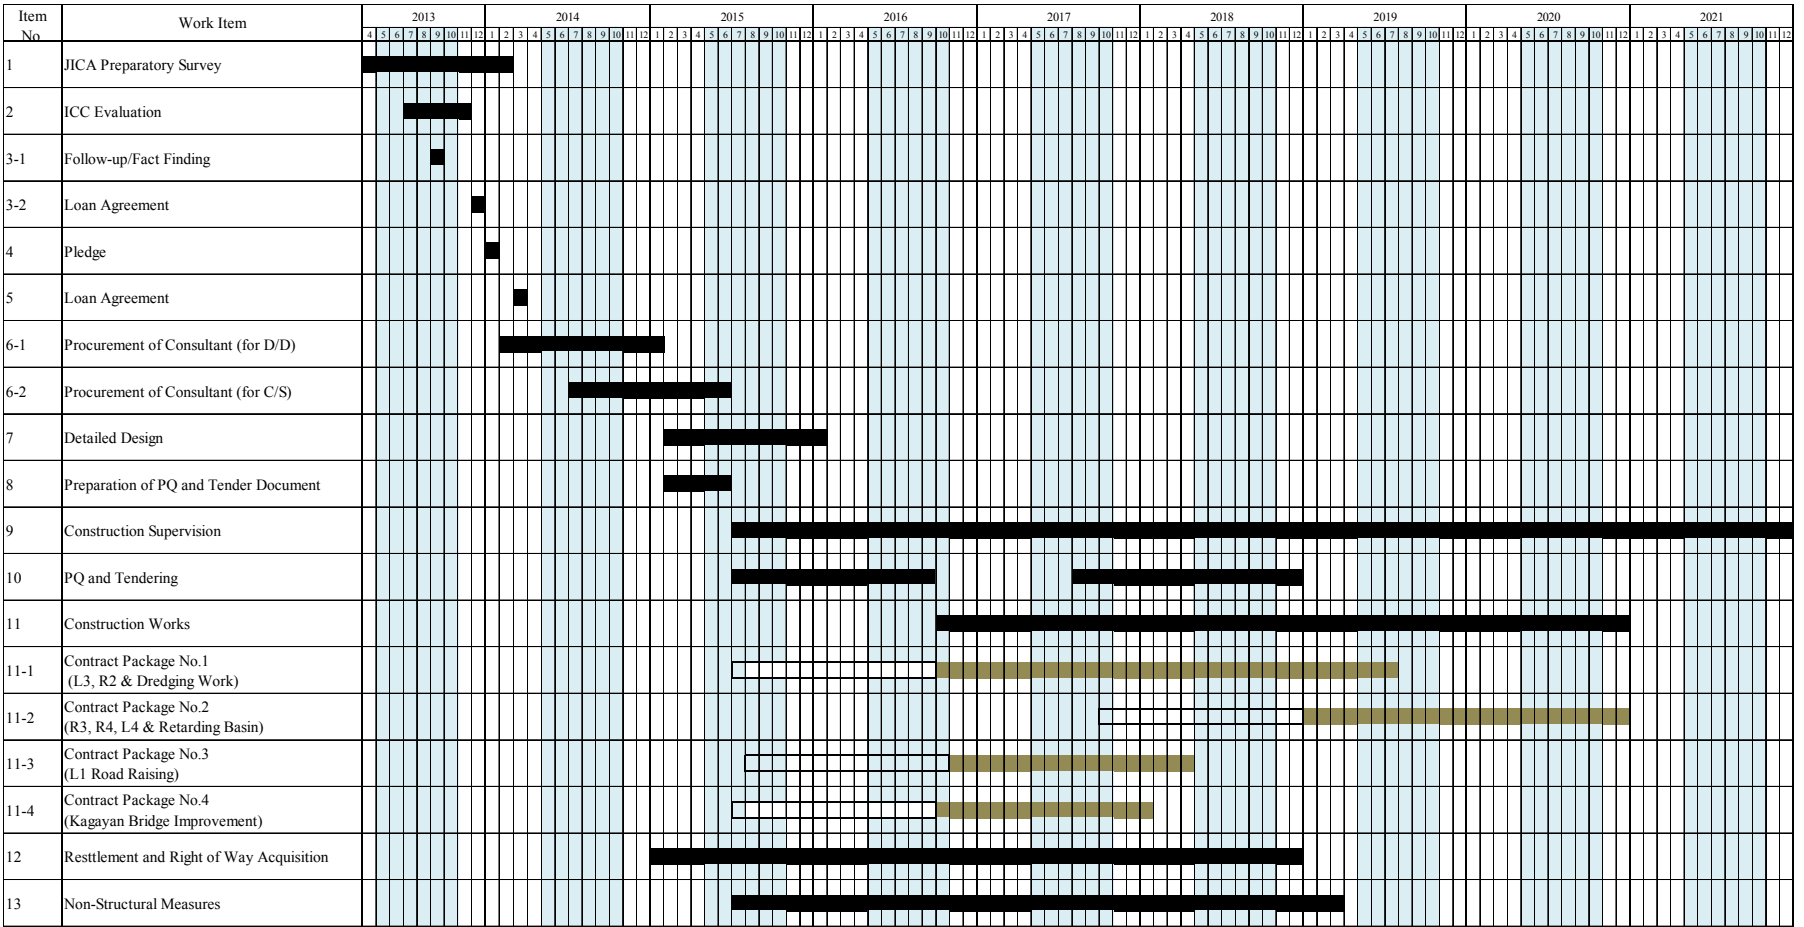 Item No
Work Item
2013 2014 2015 2016 2017 2018 2019 2020 2021
4 5 6 7 8 9 10 11 12 1 2 3 4 5 6 7 8 9 10 11 12 1 2 3 4 5 6 7 8 9 10 11 12 1 2 3 4 5 6 7 8 9 10 11 12 1 2 3 4 5 6 7 8 9 10 11 12 1 2 3 4 5 6 7 8 9 10 11 12 1 2 3 4 5 6 7 8 9 10 11 12 1 2 3 4 5 6 7 8 9 10 11 12 1 2 3 4 5 6 7 8 9 10 11 12
1 JICA Preparatory Survey
2 ICC Evaluation
3-1 Follow-up/Fact Finding
3-2 Loan Agreement
4 Pledge
5 Loan Agreement
6-1 Procurement of Consultant (for D/D)
6-2 Procurement of Consultant (for C/S)
7 Detailed Design
8 Preparation of PQ and Tender Document
9 Construction Supervision
10 PQ and Tendering
11 Construction Works
11-1 Contract Package No.1
(L3, R2 & Dredging Work)
11-2 Contract Package No.2
(R3, R4, L4 & Retarding Basin)
11-3 Contract Package No.3
(L1 Road Raising)
11-4 Contract Package No.4
(Kagayan Bridge Improvement)
12 Resttlement and Right of Way Acquisition
13 Non-Structural Measures